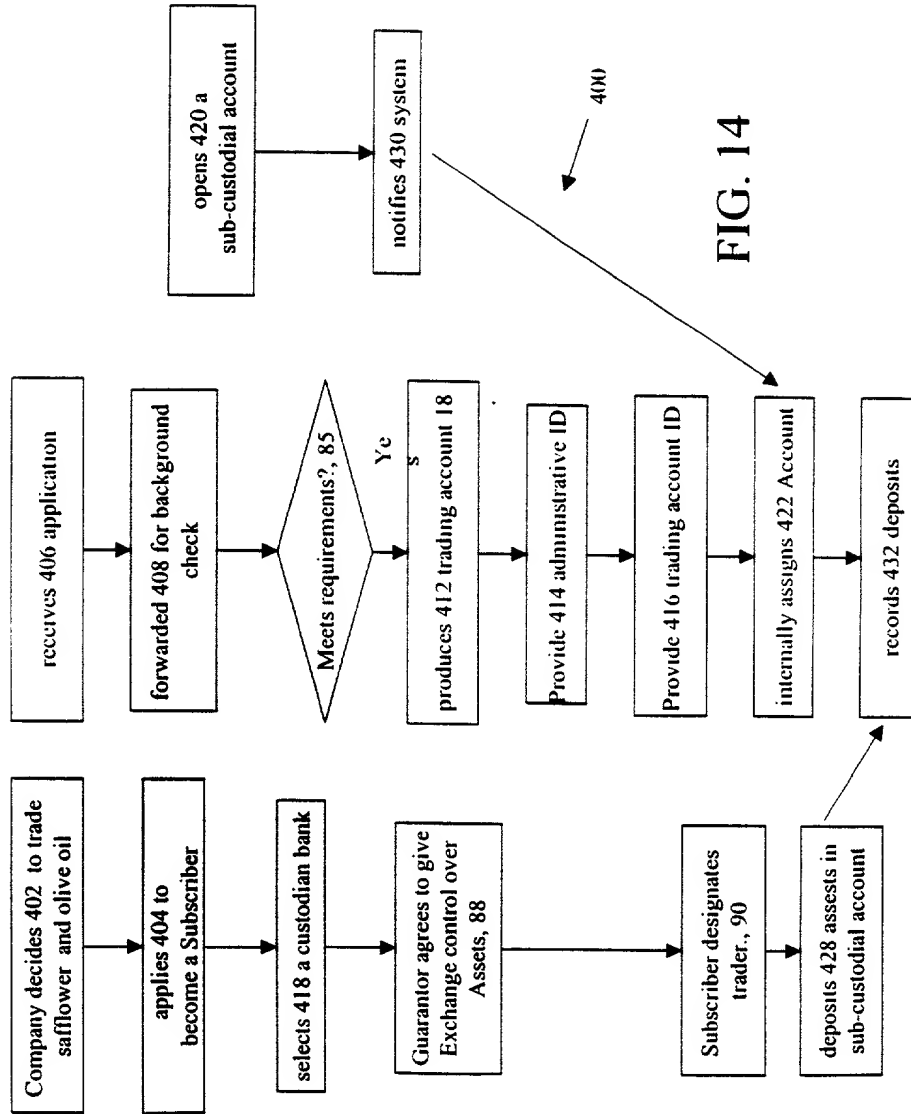 Company decides 402 to trade
safflower and olive oil
applies 404 to
become a Subscriber
selects 418 a custodian bank
Guarantor agrees to give
Exchange control over
Assets, 88
Subscriber designates
trader., 90
deposits 428 assests in
sub-custodial account
receives 406 application
forwarded 408 for background
check
Meets requirements?, 85
Ye
s
produces 412 trading account 18
Provide 414 administrative ID
Provide 416 trading account ID
internally assigns 422 Account
records 432 deposits
opens 420 a
sub-custodial account
notifies 430 system
400
FIG. 14